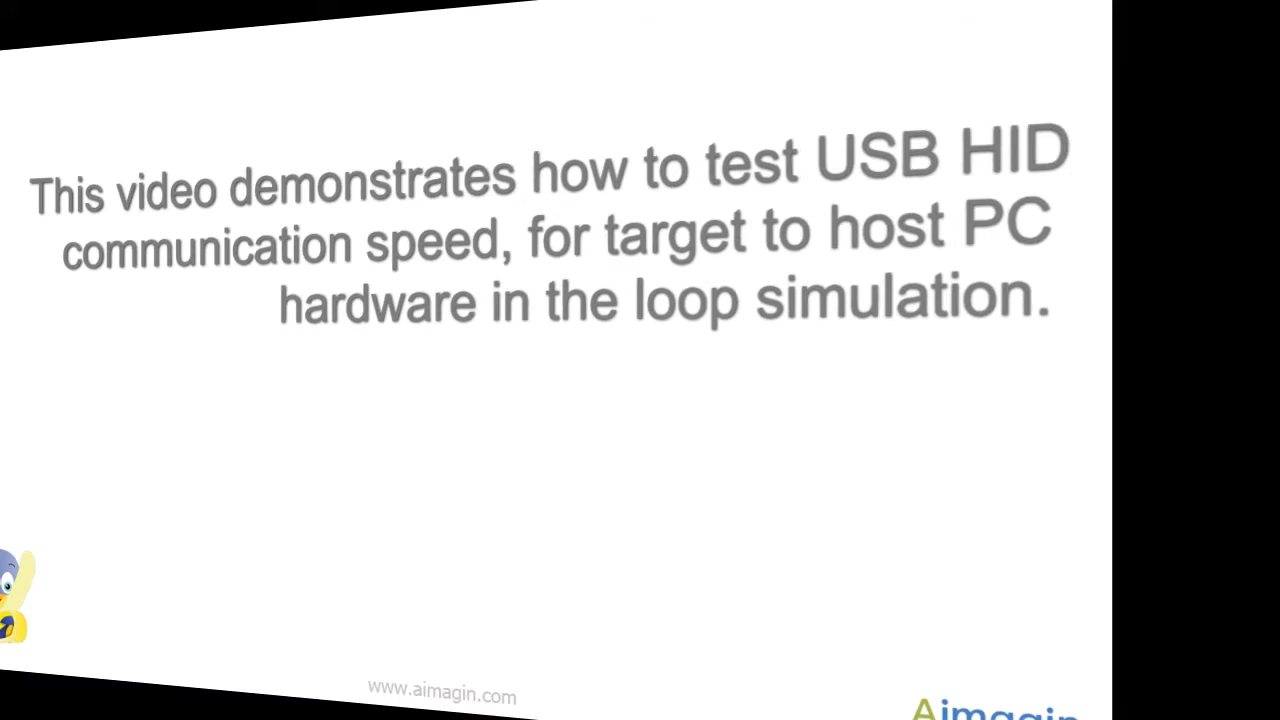 This video demonstrates how to test USB HID
communication speed, for target to host PC
hardware in the loop simulation.
www.aimagin.com
Aimagin